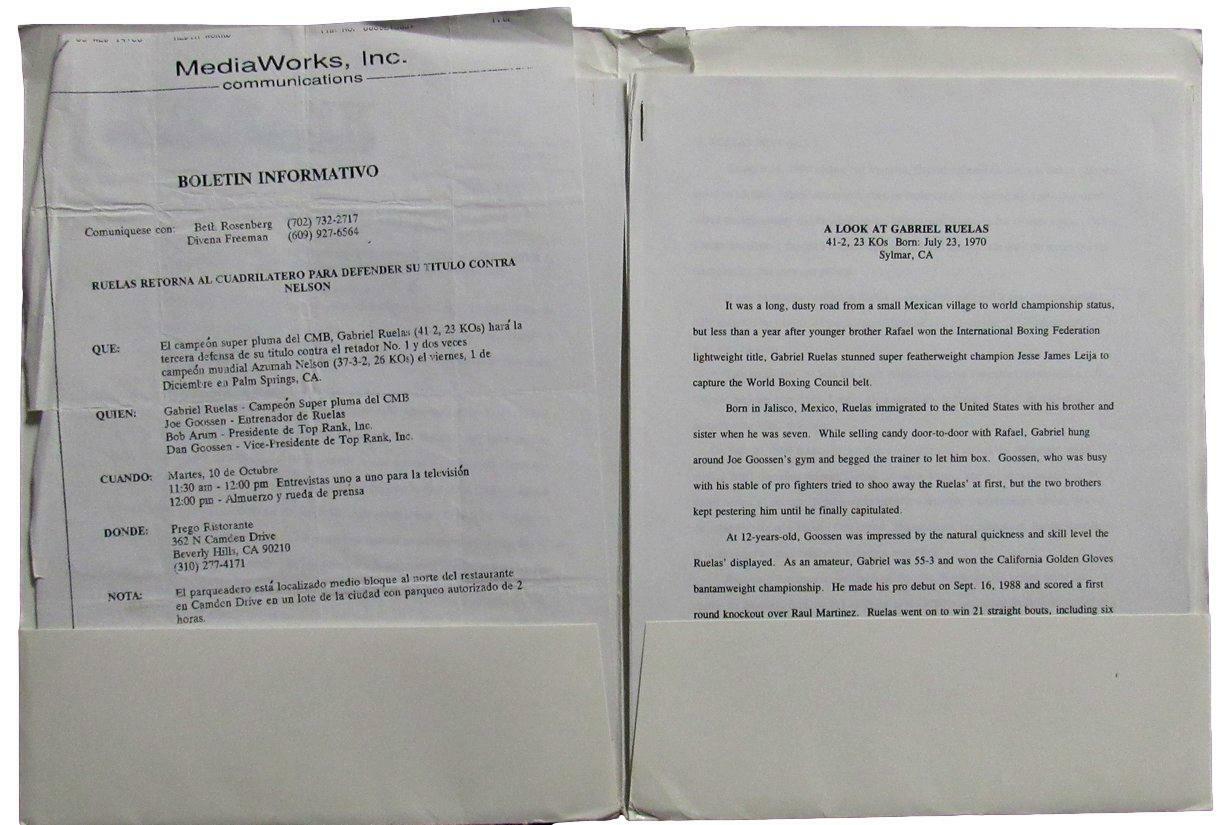 MediaWorks, Inc.
communications
BOLETIN INFORMATIVO
Comuniquese con: Beth Rosenberg (702) 732-2717
Divena Freeman (609) 927-6564
RUELAS RETORNA AL CUADRILATERO PARA DEFENDER SU TITULO CONTRA
NELSON
QUE: El campeón super pluma del CMB, Gabriel Ruelas (41 2, 23 KOs) hará la
tercera defensa de su titulo contra el retador No. 1 y dos veces
campeón mundial Azumah Nelson (37-3-2, 26 KOs) el viernes, 1 de
Diciembre en Palm Springs, CA.
QUIEN: Gabriel Ruelas - Campeón Super pluma del CMB
Joe Goossen - Entrenador de Ruelas
Bob Arum - Presidente de Top Rank, Inc.
Dan Goossen - Vice-Presidente de Top Rank, Inc.
CUANDO: Martes, 10 de Octubre
11:30 am - 12:00 pm Entrevistas uno a uno para la televisión
12:00 pm - Almuerzo y rueda de prensa
DONDE: Prego Ristorante
362 N Camden Drive
Beverly Hills, CA 90210
(310) 277-4171
NOTA: El parqueadero está localizado medio bloque al norte del restaurante
en Camden Drive en un lote de la ciudad con parqueo autorizado de 2
horas.
A LOOK AT GABRIEL RUELAS
41-2, 23 KOs Born: July 23, 1970
Sylmar, CA
It was a long, dusty road from a small Mexican village to world championship status,
but less than a year after younger brother Rafael won the International Boxing Federation
lightweight title, Gabriel Ruelas stunned super featherweight champion Jesse James Leija to
capture the World Boxing Council belt.
Born in Jalisco, Mexico, Ruelas immigrated to the United States with his brother and
sister when he was seven. While selling candy door-to-door with Rafael, Gabriel hung
around Joe Goossen's gym and begged the trainer to let him box. Goossen, who was busy
with his stable of pro fighters tried to shoo away the Ruelas' at first, but the two brothers
kept pestering him until he finally capitulated.
At 12-years-old, Goossen was impressed by the natural quickness and skill level the
Ruelas' displayed. As an amateur, Gabriel was 55-3 and won the California Golden Gloves
bantamweight championship. He made his pro debut on Sept. 16, 1988 and scored a first
round knockout over Raul Martinez. Ruelas went on to win 21 straight bouts, including six